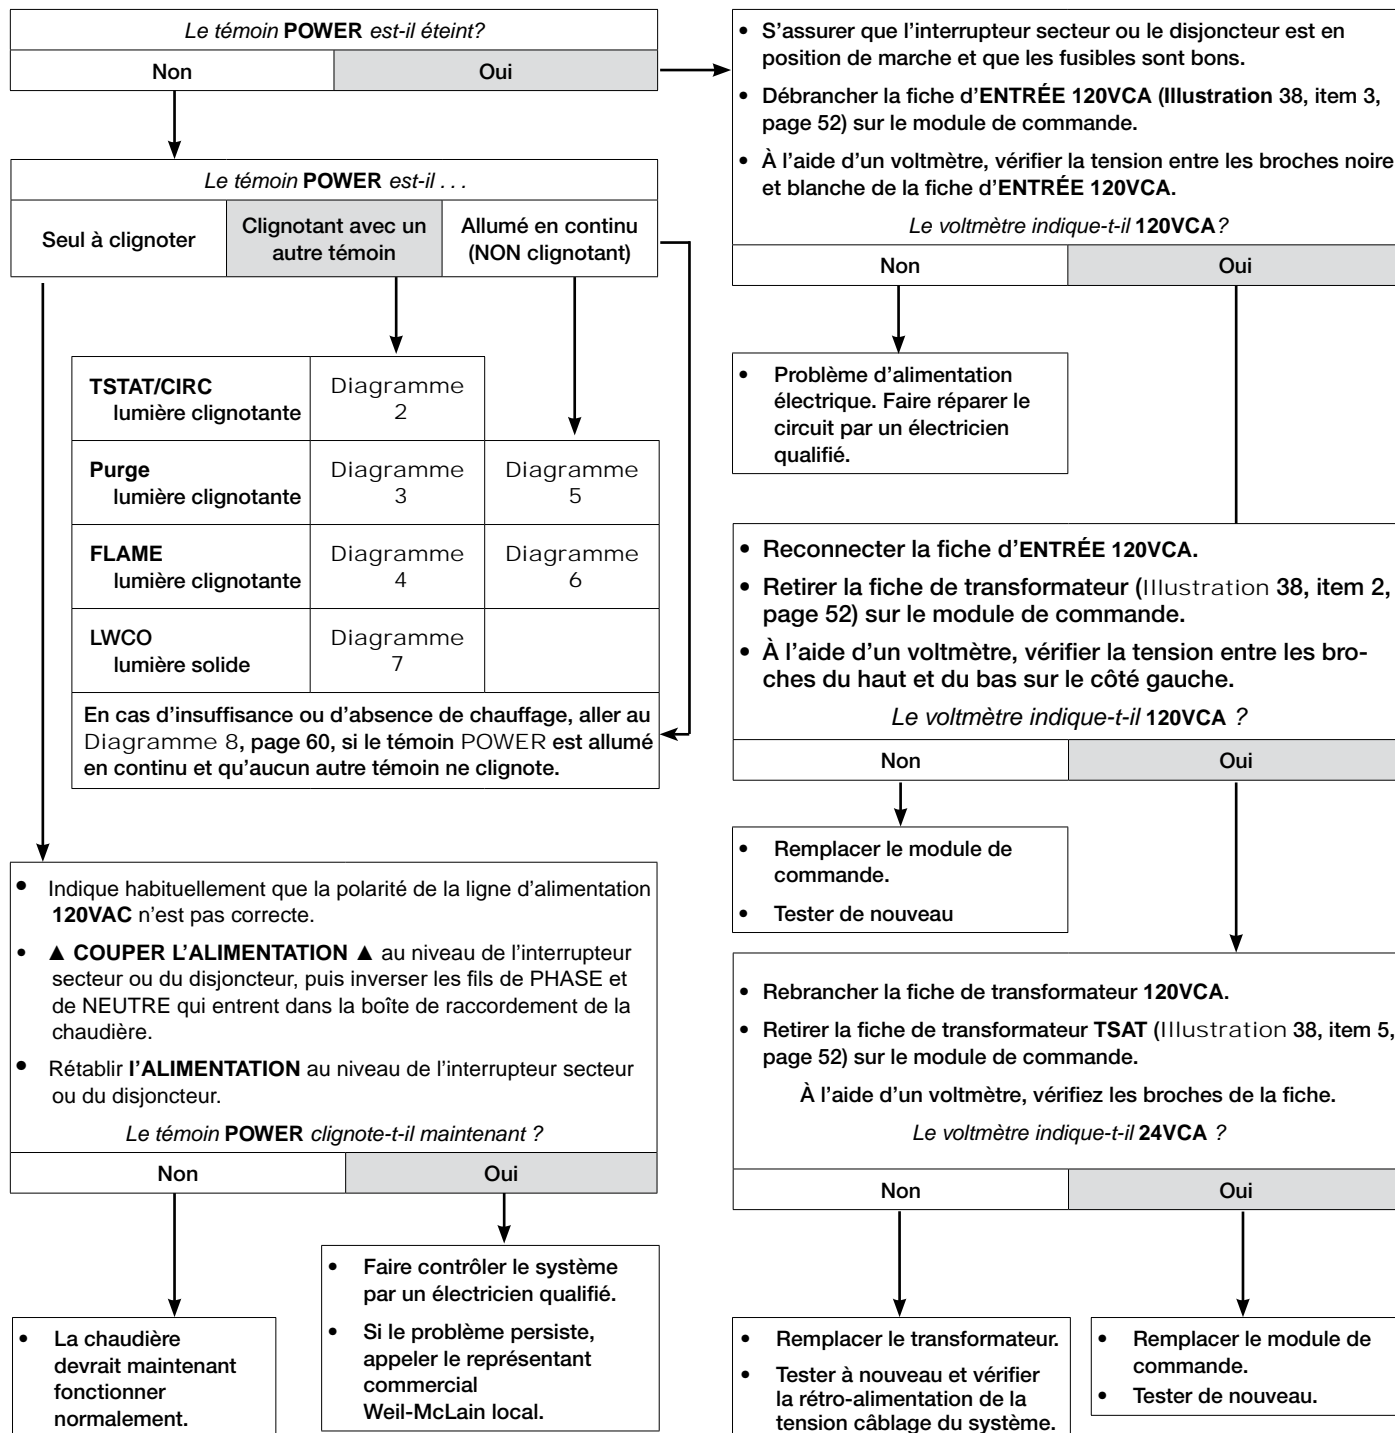 Le témoin POWER est-il éteint?
Non
Oui
Le témoin POWER est-il . . .
Seul à clignoter
Clignotant avec un
autre témoin
Allumé en continu
(NON clignotant)
TSTAT/CIRC
lumière clignotante
Diagramme
2
Purge
lumière clignotante
Diagramme
3
Diagramme
5
FLAME
lumière clignotante
Diagramme
4
Diagramme
6
LWCO
lumière solide
Diagramme
7
En cas d'insuffisance ou d'absence de chauffage, aller au
Diagramme 8, page 60, si le témoin POWER est allumé
en continu et qu'aucun autre témoin ne clignote.
• Indique habituellement que la polarité de la ligne d'alimentation
120VAC n'est pas correcte.
• ▲ COUPER L'ALIMENTATION ▲ au niveau de l'interrupteur
secteur ou du disjoncteur, puis inverser les fils de PHASE et
de NEUTRE qui entrent dans la boîte de raccordement de la
chaudière.
• Rétablir l'ALIMENTATION au niveau de l'interrupteur secteur
ou du disjoncteur.
Le témoin POWER clignote-t-il maintenant ?
Non
Oui
• La chaudière
devrait maintenant
fonctionner
normalement.
• Faire contrôler le système
par un électricien qualifié.
• Si le problème persiste,
appeler le représentant
commercial
Weil-McLain local.
• S'assurer que l'interrupteur secteur ou le disjoncteur est en
position de marche et que les fusibles sont bons.
• Débrancher la fiche d'ENTRÉE 120VCA (Illustration 38, item 3,
page 52) sur le module de commande.
• À l'aide d'un voltmètre, vérifier la tension entre les broches noire
et blanche de la fiche d'ENTRÉE 120VCA.
Le voltmètre indique-t-il 120VCA?
Non
Oui
• Problème d'alimentation
électrique. Faire réparer le
circuit par un électricien
qualifié.
• Reconnecter la fiche d'ENTRÉE 120VCA.
• Retirer la fiche de transformateur (Illustration 38, item 2,
page 52) sur le module de commande.
• À l'aide d'un voltmètre, vérifier la tension entre les bro-
ches du haut et du bas sur le côté gauche.
Le voltmètre indique-t-il 120VCA ?
Non
Oui
• Remplacer le module de
commande.
• Tester de nouveau
• Rebrancher la fiche de transformateur 120VCA.
• Retirer la fiche de transformateur TSAT (Illustration 38, item 5,
page 52) sur le module de commande.
À l'aide d'un voltmètre, vérifiez les broches de la fiche.
Le voltmètre indique-t-il 24VCA ?
Non
Oui
• Remplacer le transformateur.
• Tester à nouveau et vérifier
la rétro-alimentation de la
tension câblage du système.
• Remplacer le module de
commande.
• Tester de nouveau.